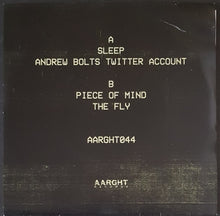 A
SLEEP
ANDREW BOLTS TWITTER ACCOUNT
B
PIECE OF MIND
THE FLY
AARGHT044
AARGHT